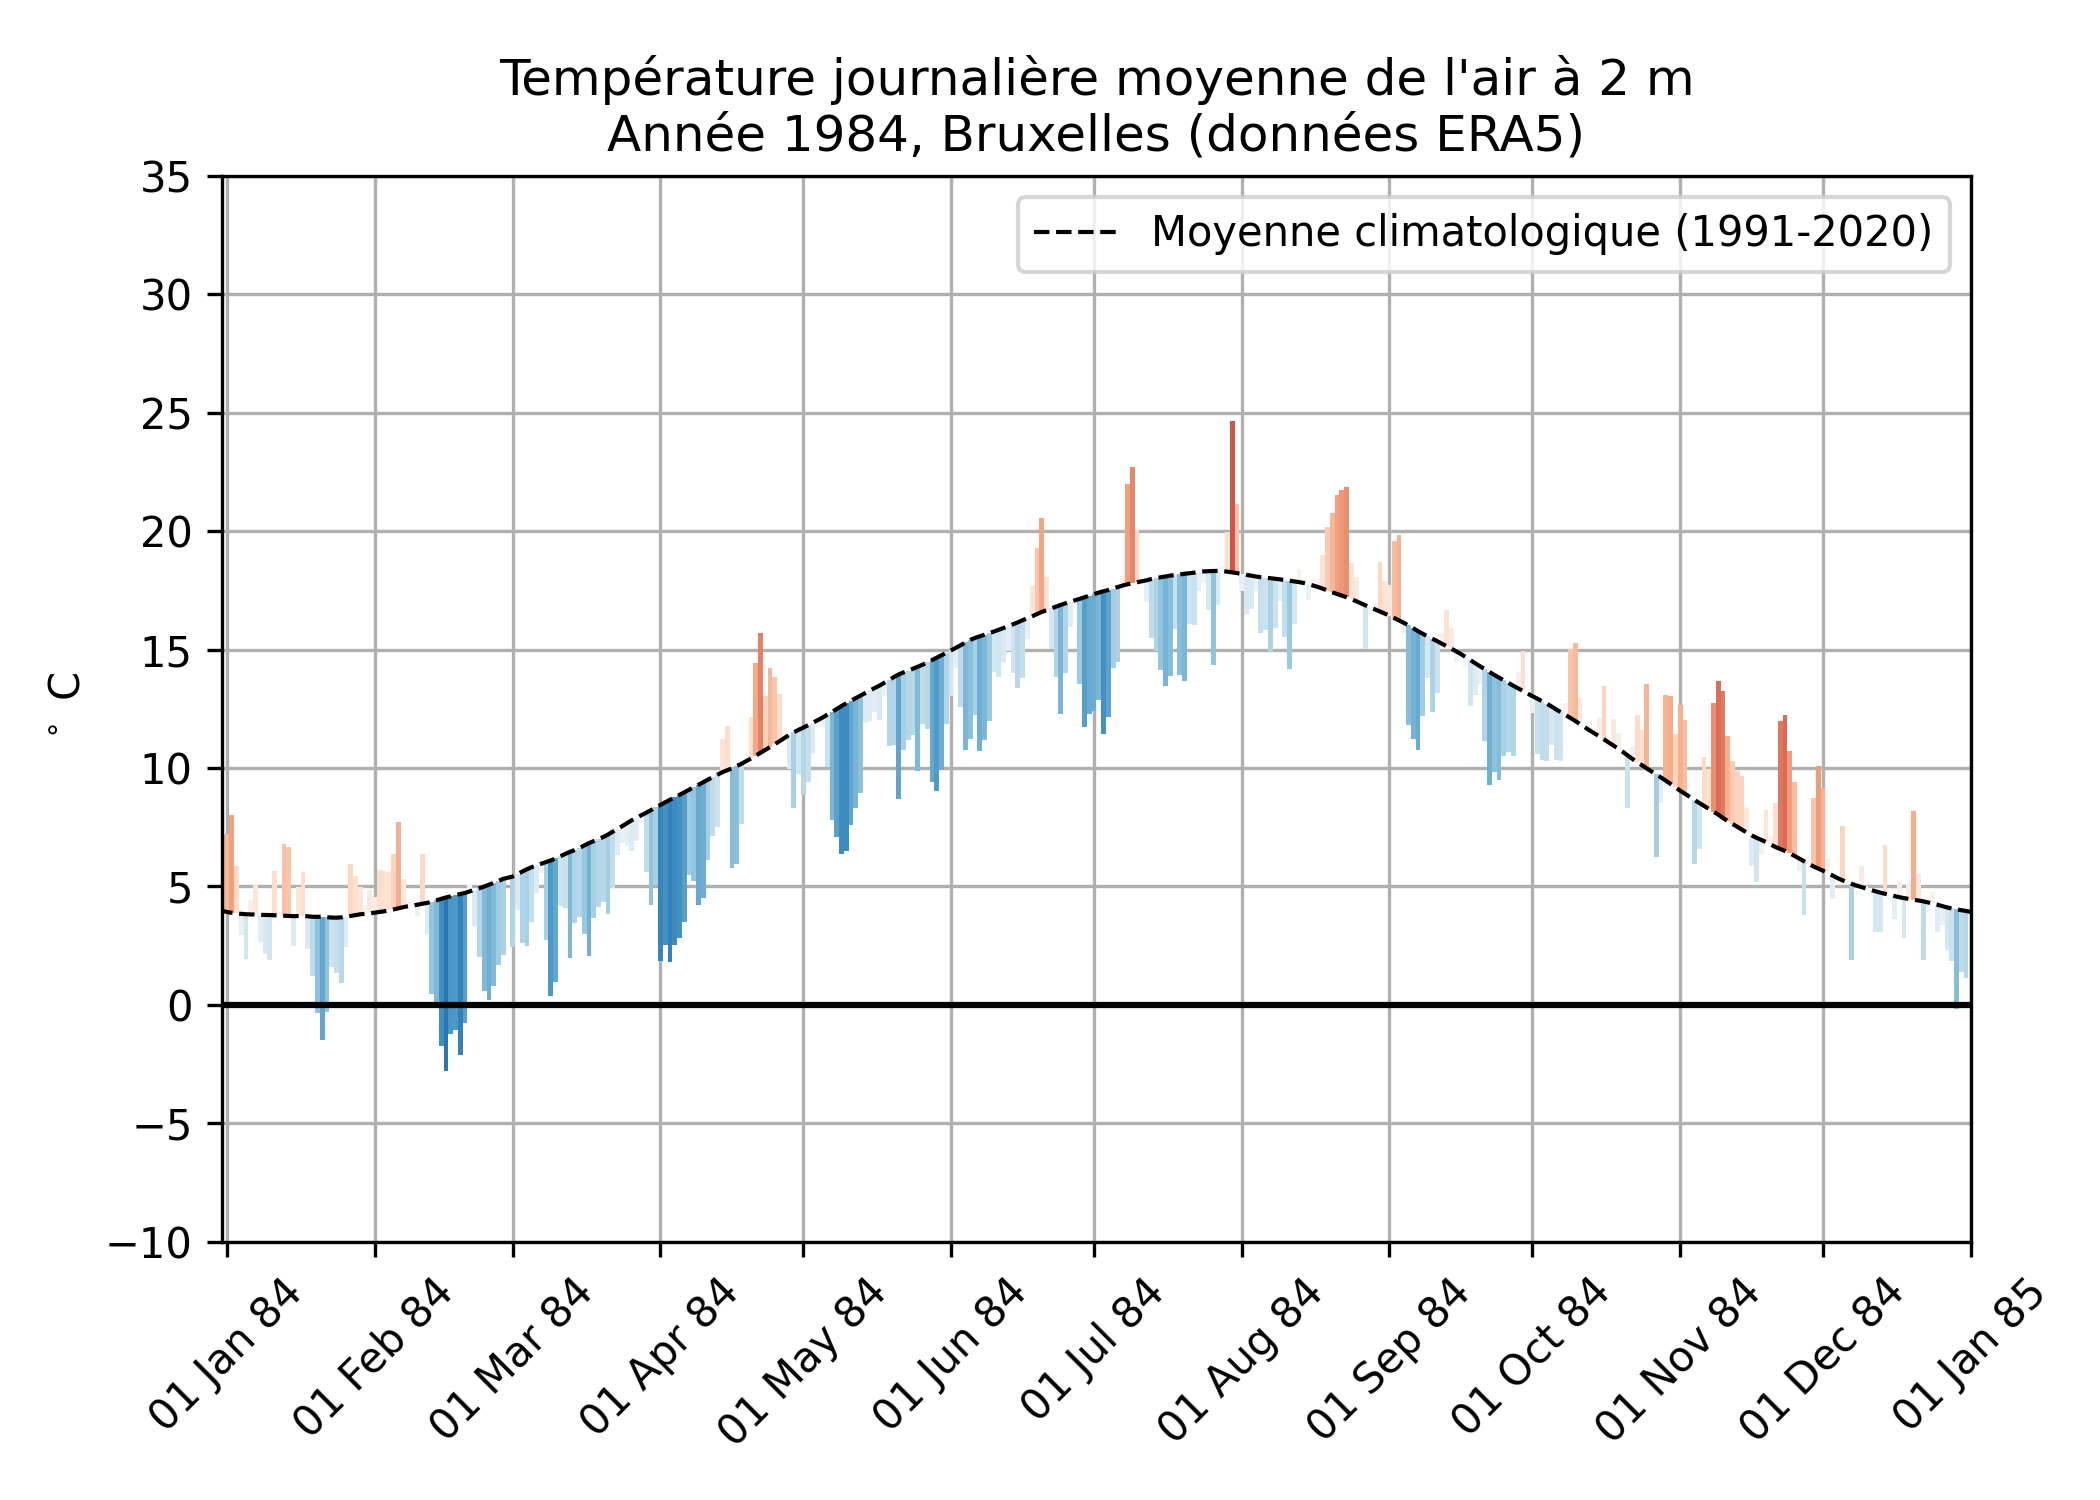 Température journalière moyenne de l'air à 2 m
Année 1984, Bruxelles (données ERA5)
Moyenne climatologique (1991-2020)
35
30
25
20
15
10
5
0
−5
−10
° C
01 Jan 84
01 Feb 84
01 Mar 84
01 Apr 84
01 May 84
01 Jun 84
01 Jul 84
01 Aug 84
01 Sep 84
01 Oct 84
01 Nov 84
01 Dec 84
01 Jan 85